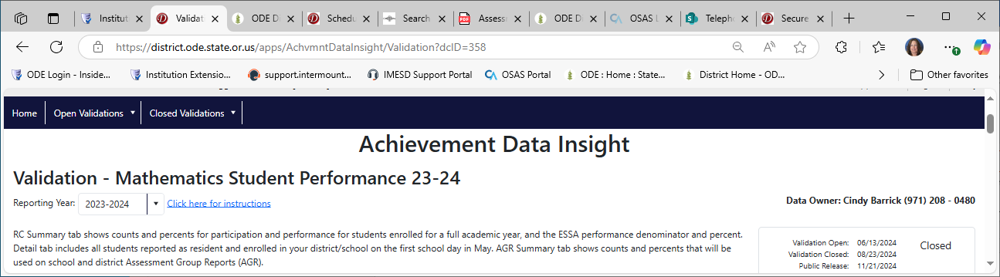 Institut
Validat
ODE D
Schedu
Search
Assess
ODE D
OSAS L
Teleph
Secure
https://district.ode.state.or.us/apps/AchvmntDataInsight/Validation?dcID=358
ODE Login - Inside...
Institution Extensio...
support.intermount...
IMESD Support Portal
OSAS Portal
ODE : Home : State...
District Home - OD...
Other favorites
Home
Open Validations
Closed Validations
Achievement Data Insight
Validation - Mathematics Student Performance 23-24
Reporting Year: 2023-2024 Click here for instructions
Data Owner: Cindy Barrick (971) 208 - 0480
RC Summary tab shows counts and percents for participation and performance for students enrolled for a full academic year, and the ESSA performance denominator and percent.
Detail tab includes all students reported as resident and enrolled in your district/school on the first school day in May. AGR Summary tab shows counts and percents that will be
used on school and district Assessment Group Reports (AGR).
Validation Open: 06/13/2024 Closed
Validation Closed: 08/23/2024
Public Release: 11/21/2024